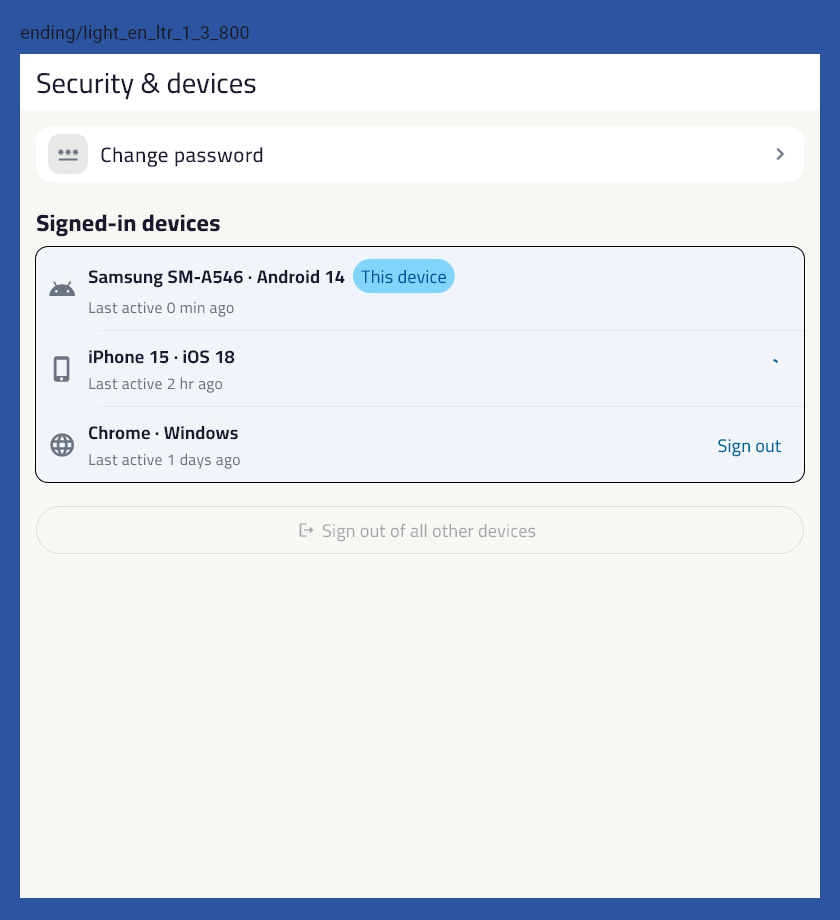 ending/light_en_ltr_1_3_800
Security & devices
Change password
Signed-in devices
Samsung SM-A546 · Android 14 This device
Last active 0 min ago
iPhone 15 · iOS 18
Last active 2 hr ago
Chrome · Windows
Last active 1 days ago
Sign out
Sign out of all other devices